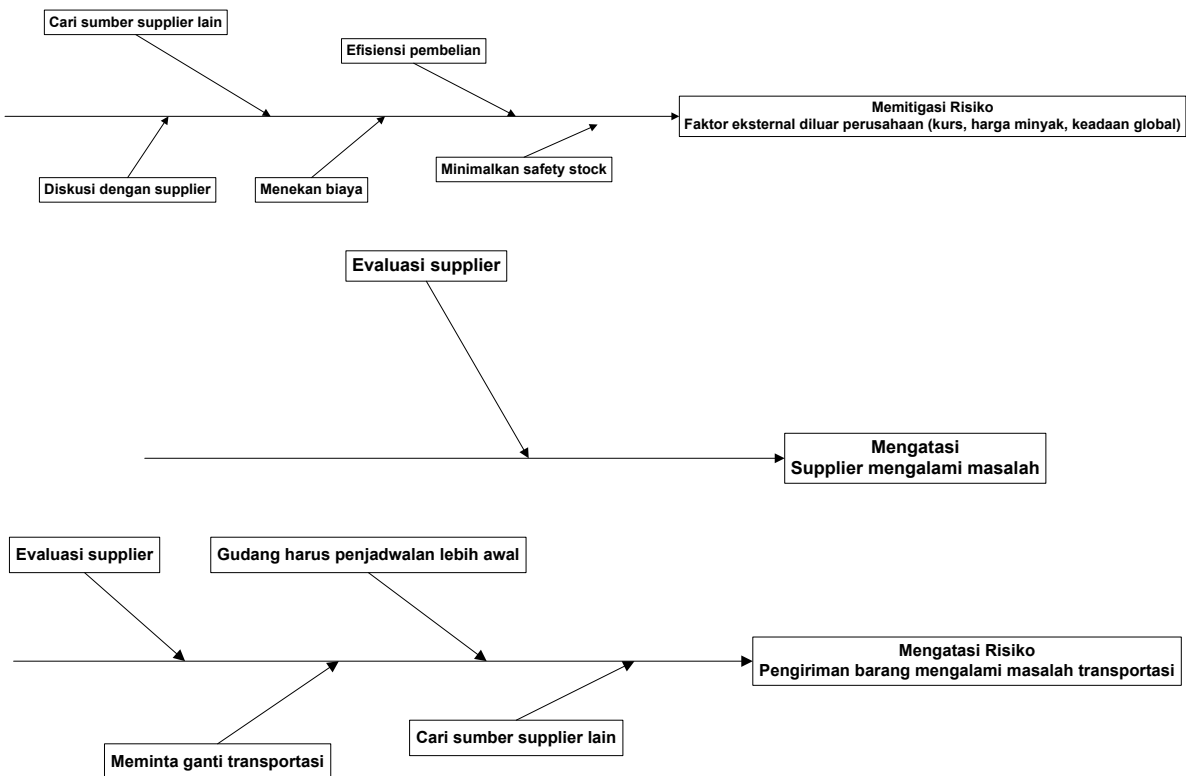 Cari sumber supplier lain
Efisiensi pembelian
Memitigasi Risiko
Faktor eksternal diluar perusahaan (kurs, harga minyak, keadaan global)
Minimalkan safety stock
Diskusi dengan supplier
Menekan biaya
Evaluasi supplier
Mengatasi
Supplier mengalami masalah
Evaluasi supplier
Gudang harus penjadwalan lebih awal
Mengatasi Risiko
Pengiriman barang mengalami masalah transportasi
Cari sumber supplier lain
Meminta ganti transportasi